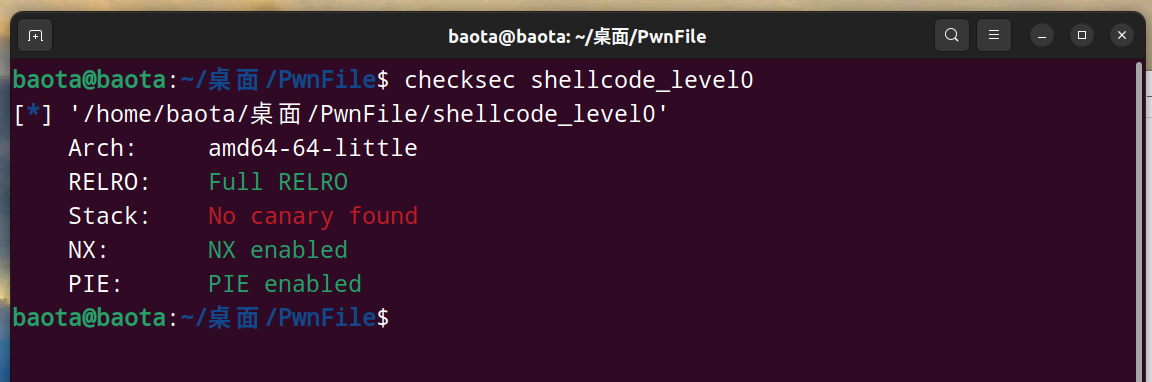 baota@baota: ~/桌面/PwnFile
baota@baota:~/桌面/PwnFile$ checksec shellcode_level0
[*] '/home/baota/桌面/PwnFile/shellcode_level0'
    Arch:     amd64-64-little
    RELRO:    Full RELRO
    Stack:    No canary found
    NX:       NX enabled
    PIE:      PIE enabled
baota@baota:~/桌面/PwnFile$